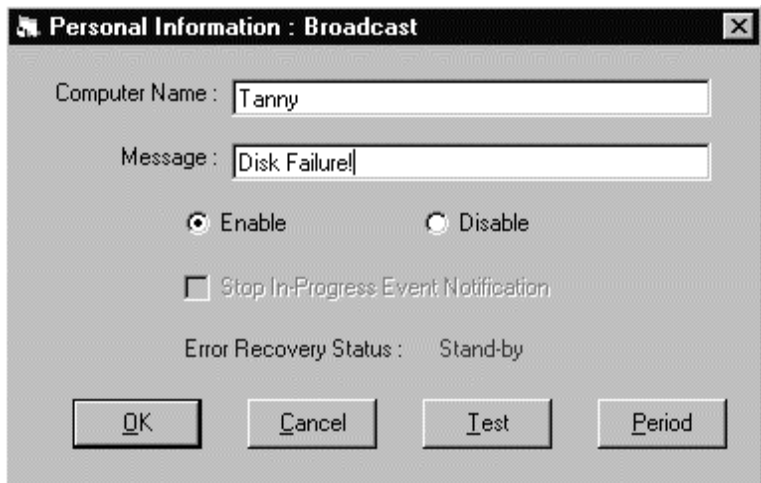 Personal Information : Broadcast
Computer Name : Tanny
Message : Disk Failure!
Enable Disable
Stop In-Progress Event Notification
Error Recovery Status : Stand-by
OK Cancel Test Period